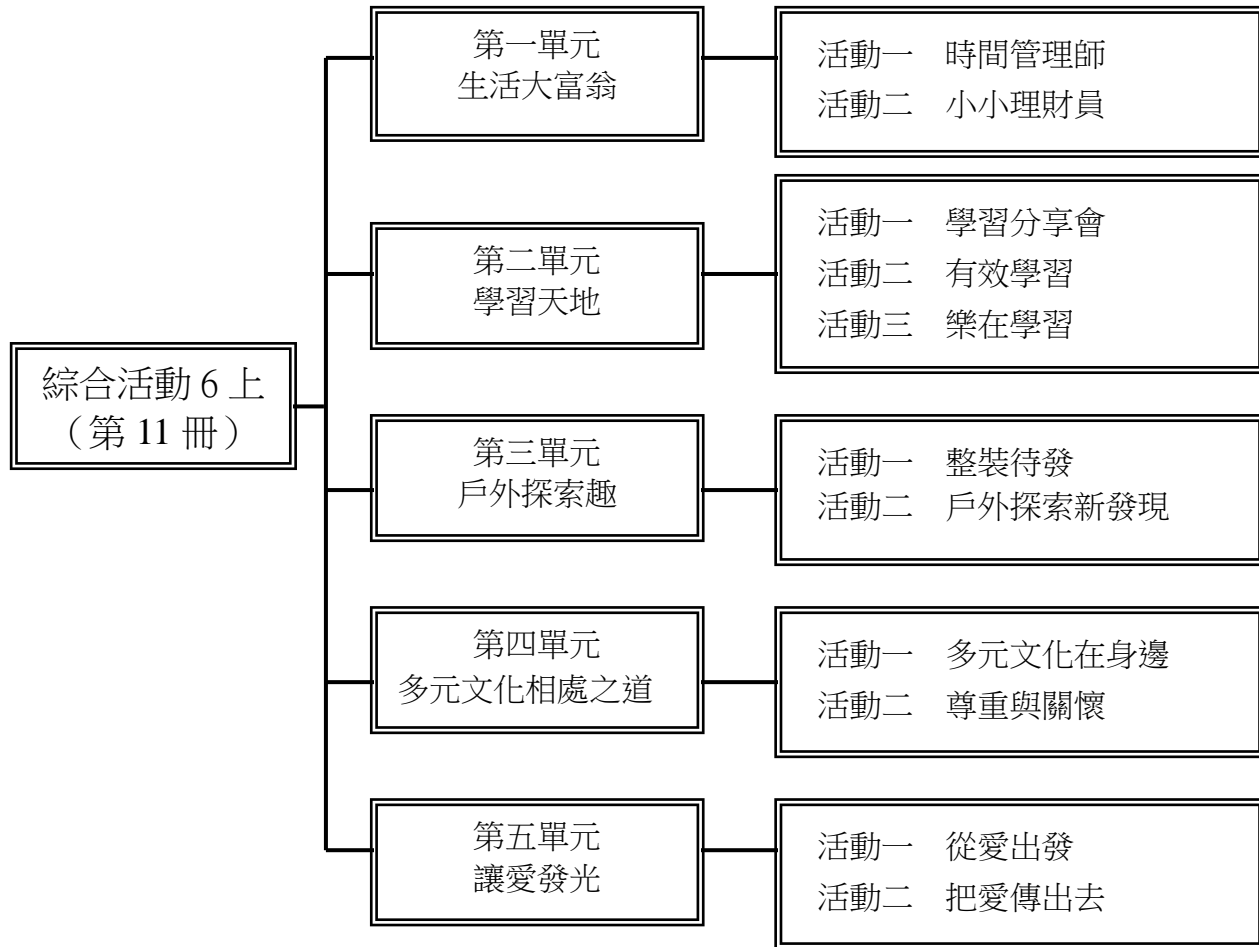 綜合活動 6 上
（第 11 冊）
第一單元
生活大富翁
活動一　時間管理師
活動二　小小理財員
第二單元
學習天地
活動一　學習分享會
活動二　有效學習
活動三　樂在學習
第三單元
戶外探索趣
活動一　整裝待發
活動二　戶外探索新發現
第四單元
多元文化相處之道
活動一　多元文化在身邊
活動二　尊重與關懷
第五單元
讓愛發光
活動一　從愛出發
活動二　把愛傳出去